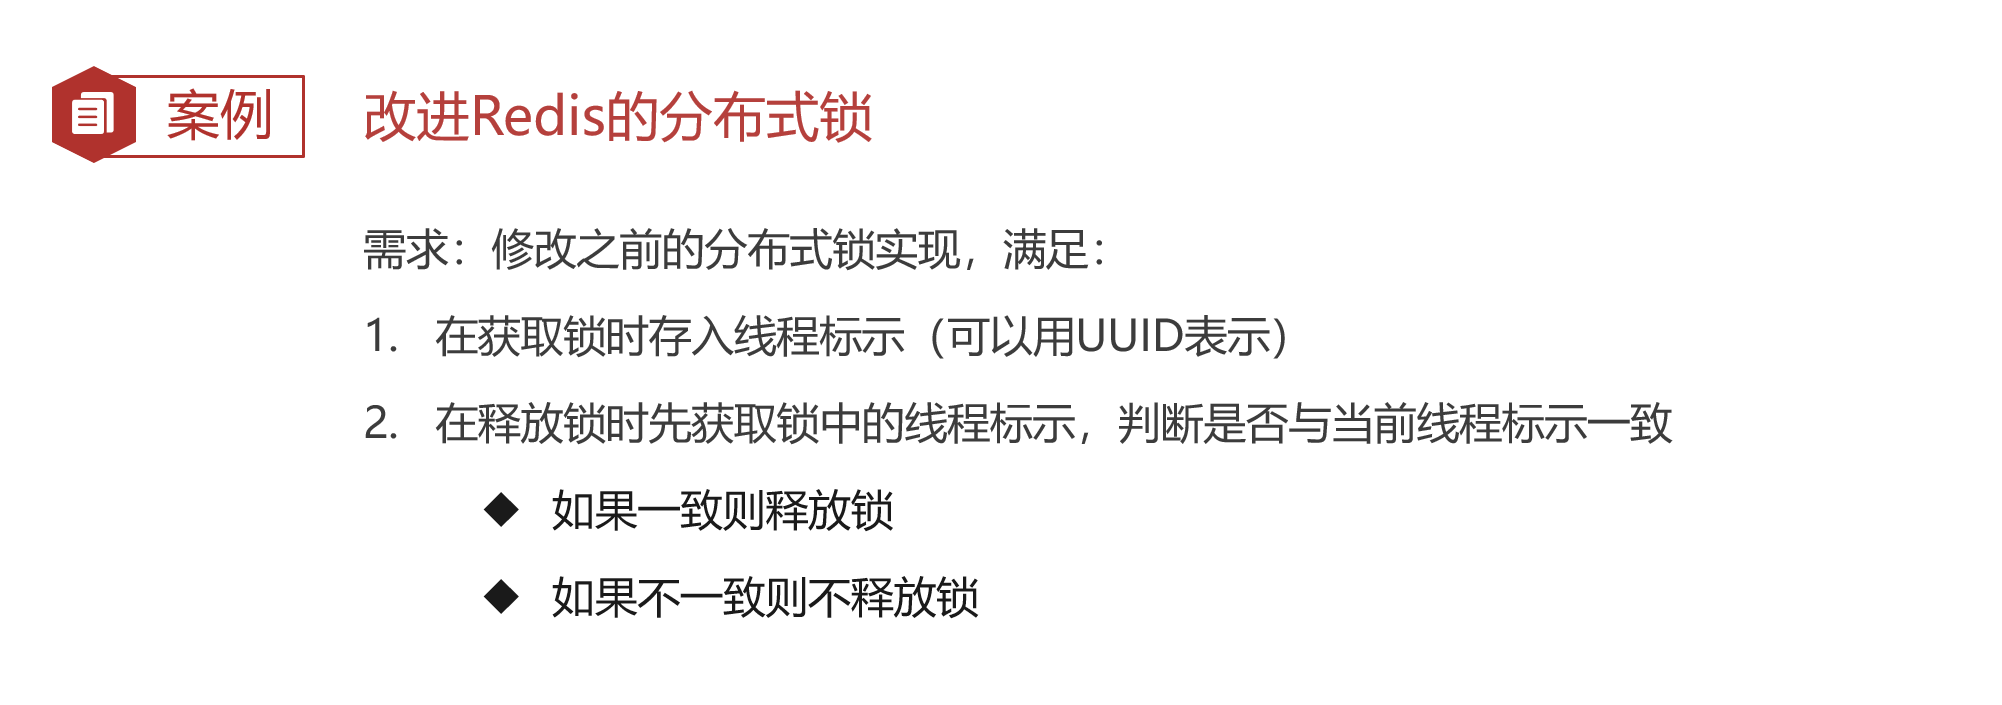 案例
改进Redis的分布式锁
需求：修改之前的分布式锁实现，满足：
1. 在获取锁时存入线程标示（可以用UUID表示）
2. 在释放锁时先获取锁中的线程标示，判断是否与当前线程标示一致
◆ 如果一致则释放锁
◆ 如果不一致则不释放锁